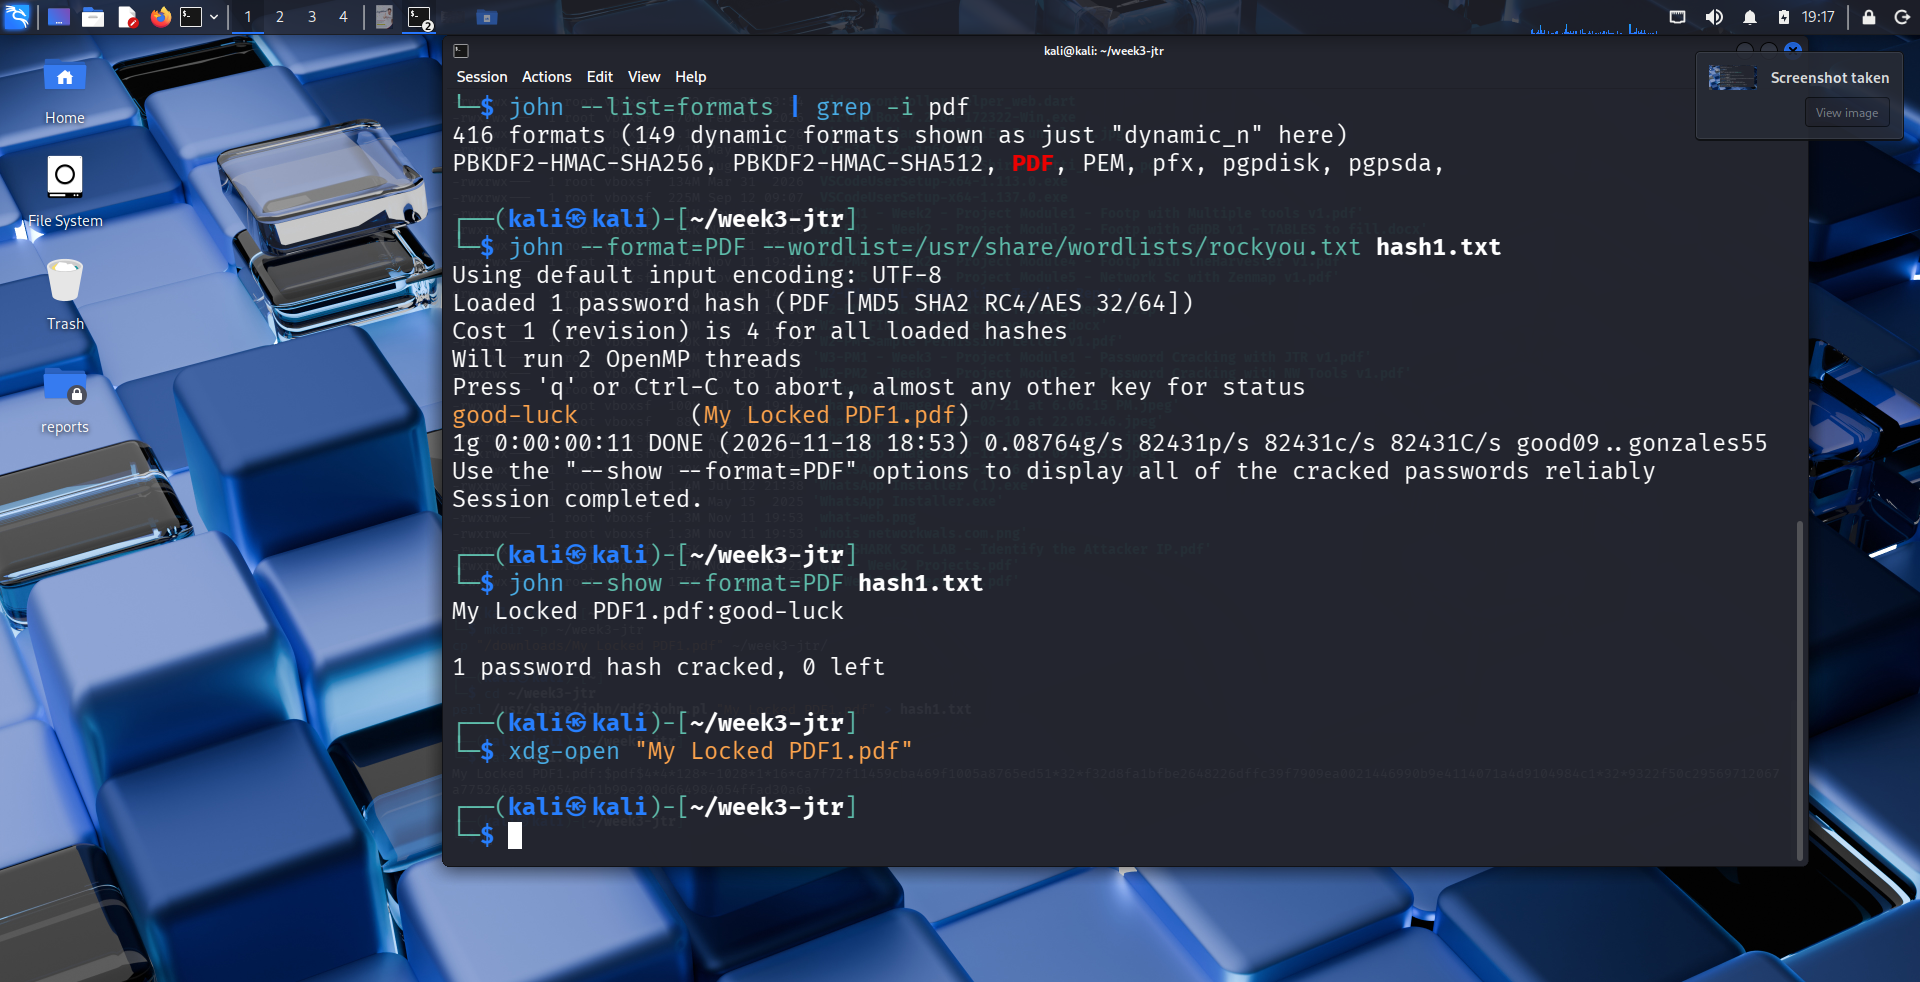 1 2 3 4
2
19:17
kali@kali: ~/week3-jtr
Session Actions Edit View Help
Screenshot taken
View image
Home
File System
Trash
reports
└─$ john --list=formats | grep -i pdf
416 formats (149 dynamic formats shown as just "dynamic_n" here)
PBKDF2-HMAC-SHA256, PBKDF2-HMAC-SHA512, PDF, PEM, pfx, pgpdisk, pgpsda,
┌──(kali㉿kali)-[~/week3-jtr]
└─$ john --format=PDF --wordlist=/usr/share/wordlists/rockyou.txt hash1.txt
Using default input encoding: UTF-8
Loaded 1 password hash (PDF [MD5 SHA2 RC4/AES 32/64])
Cost 1 (revision) is 4 for all loaded hashes
Will run 2 OpenMP threads
Press 'q' or Ctrl-C to abort, almost any other key for status
good-luck        (My Locked PDF1.pdf)
1g 0:00:00:11 DONE (2026-11-18 18:53) 0.08764g/s 82431p/s 82431c/s 82431C/s good09..gonzales55
Use the "--show --format=PDF" options to display all of the cracked passwords reliably
Session completed.
┌──(kali㉿kali)-[~/week3-jtr]
└─$ john --show --format=PDF hash1.txt
My Locked PDF1.pdf:good-luck
1 password hash cracked, 0 left
┌──(kali㉿kali)-[~/week3-jtr]
└─$ xdg-open "My Locked PDF1.pdf"
┌──(kali㉿kali)-[~/week3-jtr]
└─$